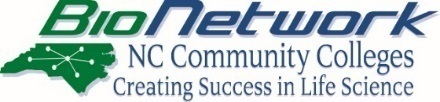 BioNetwork
NC Community Colleges
Creating Success in Life Science